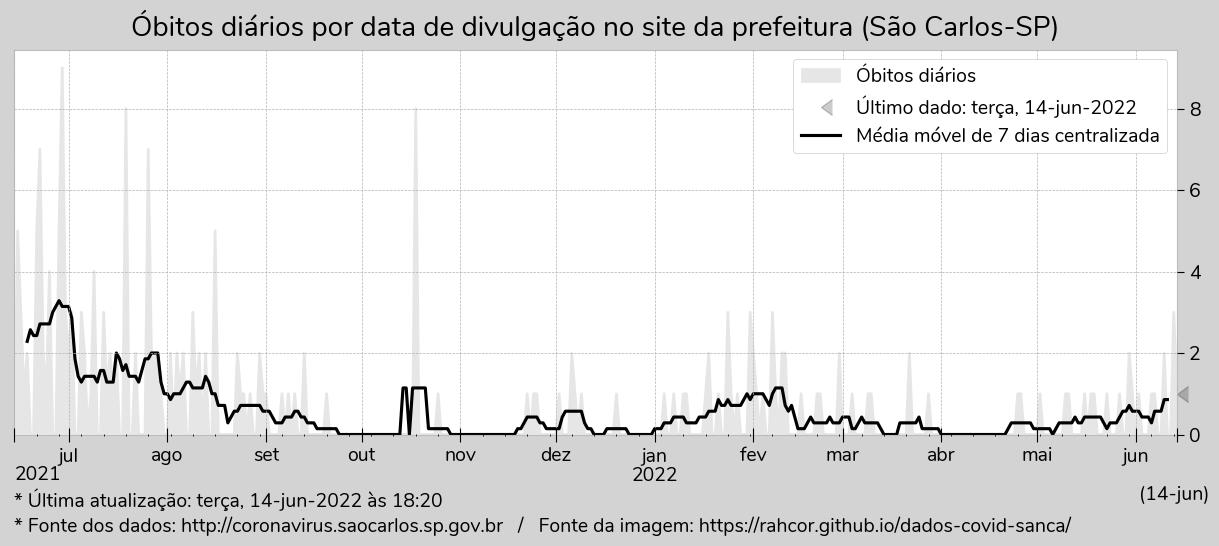 Óbitos diários por data de divulgação no site da prefeitura (São Carlos-SP)
Óbitos diários
Último dado: terça, 14-jun-2022
Média móvel de 7 dias centralizada
8
6
4
2
0
jul ago set out nov dez jan fev mar abr mai jun
2021 2022
(14-jun)
* Última atualização: terça, 14-jun-2022 às 18:20
* Fonte dos dados: http://coronavirus.saocarlos.sp.gov.br / Fonte da imagem: https://rahcor.github.io/dados-covid-sanca/